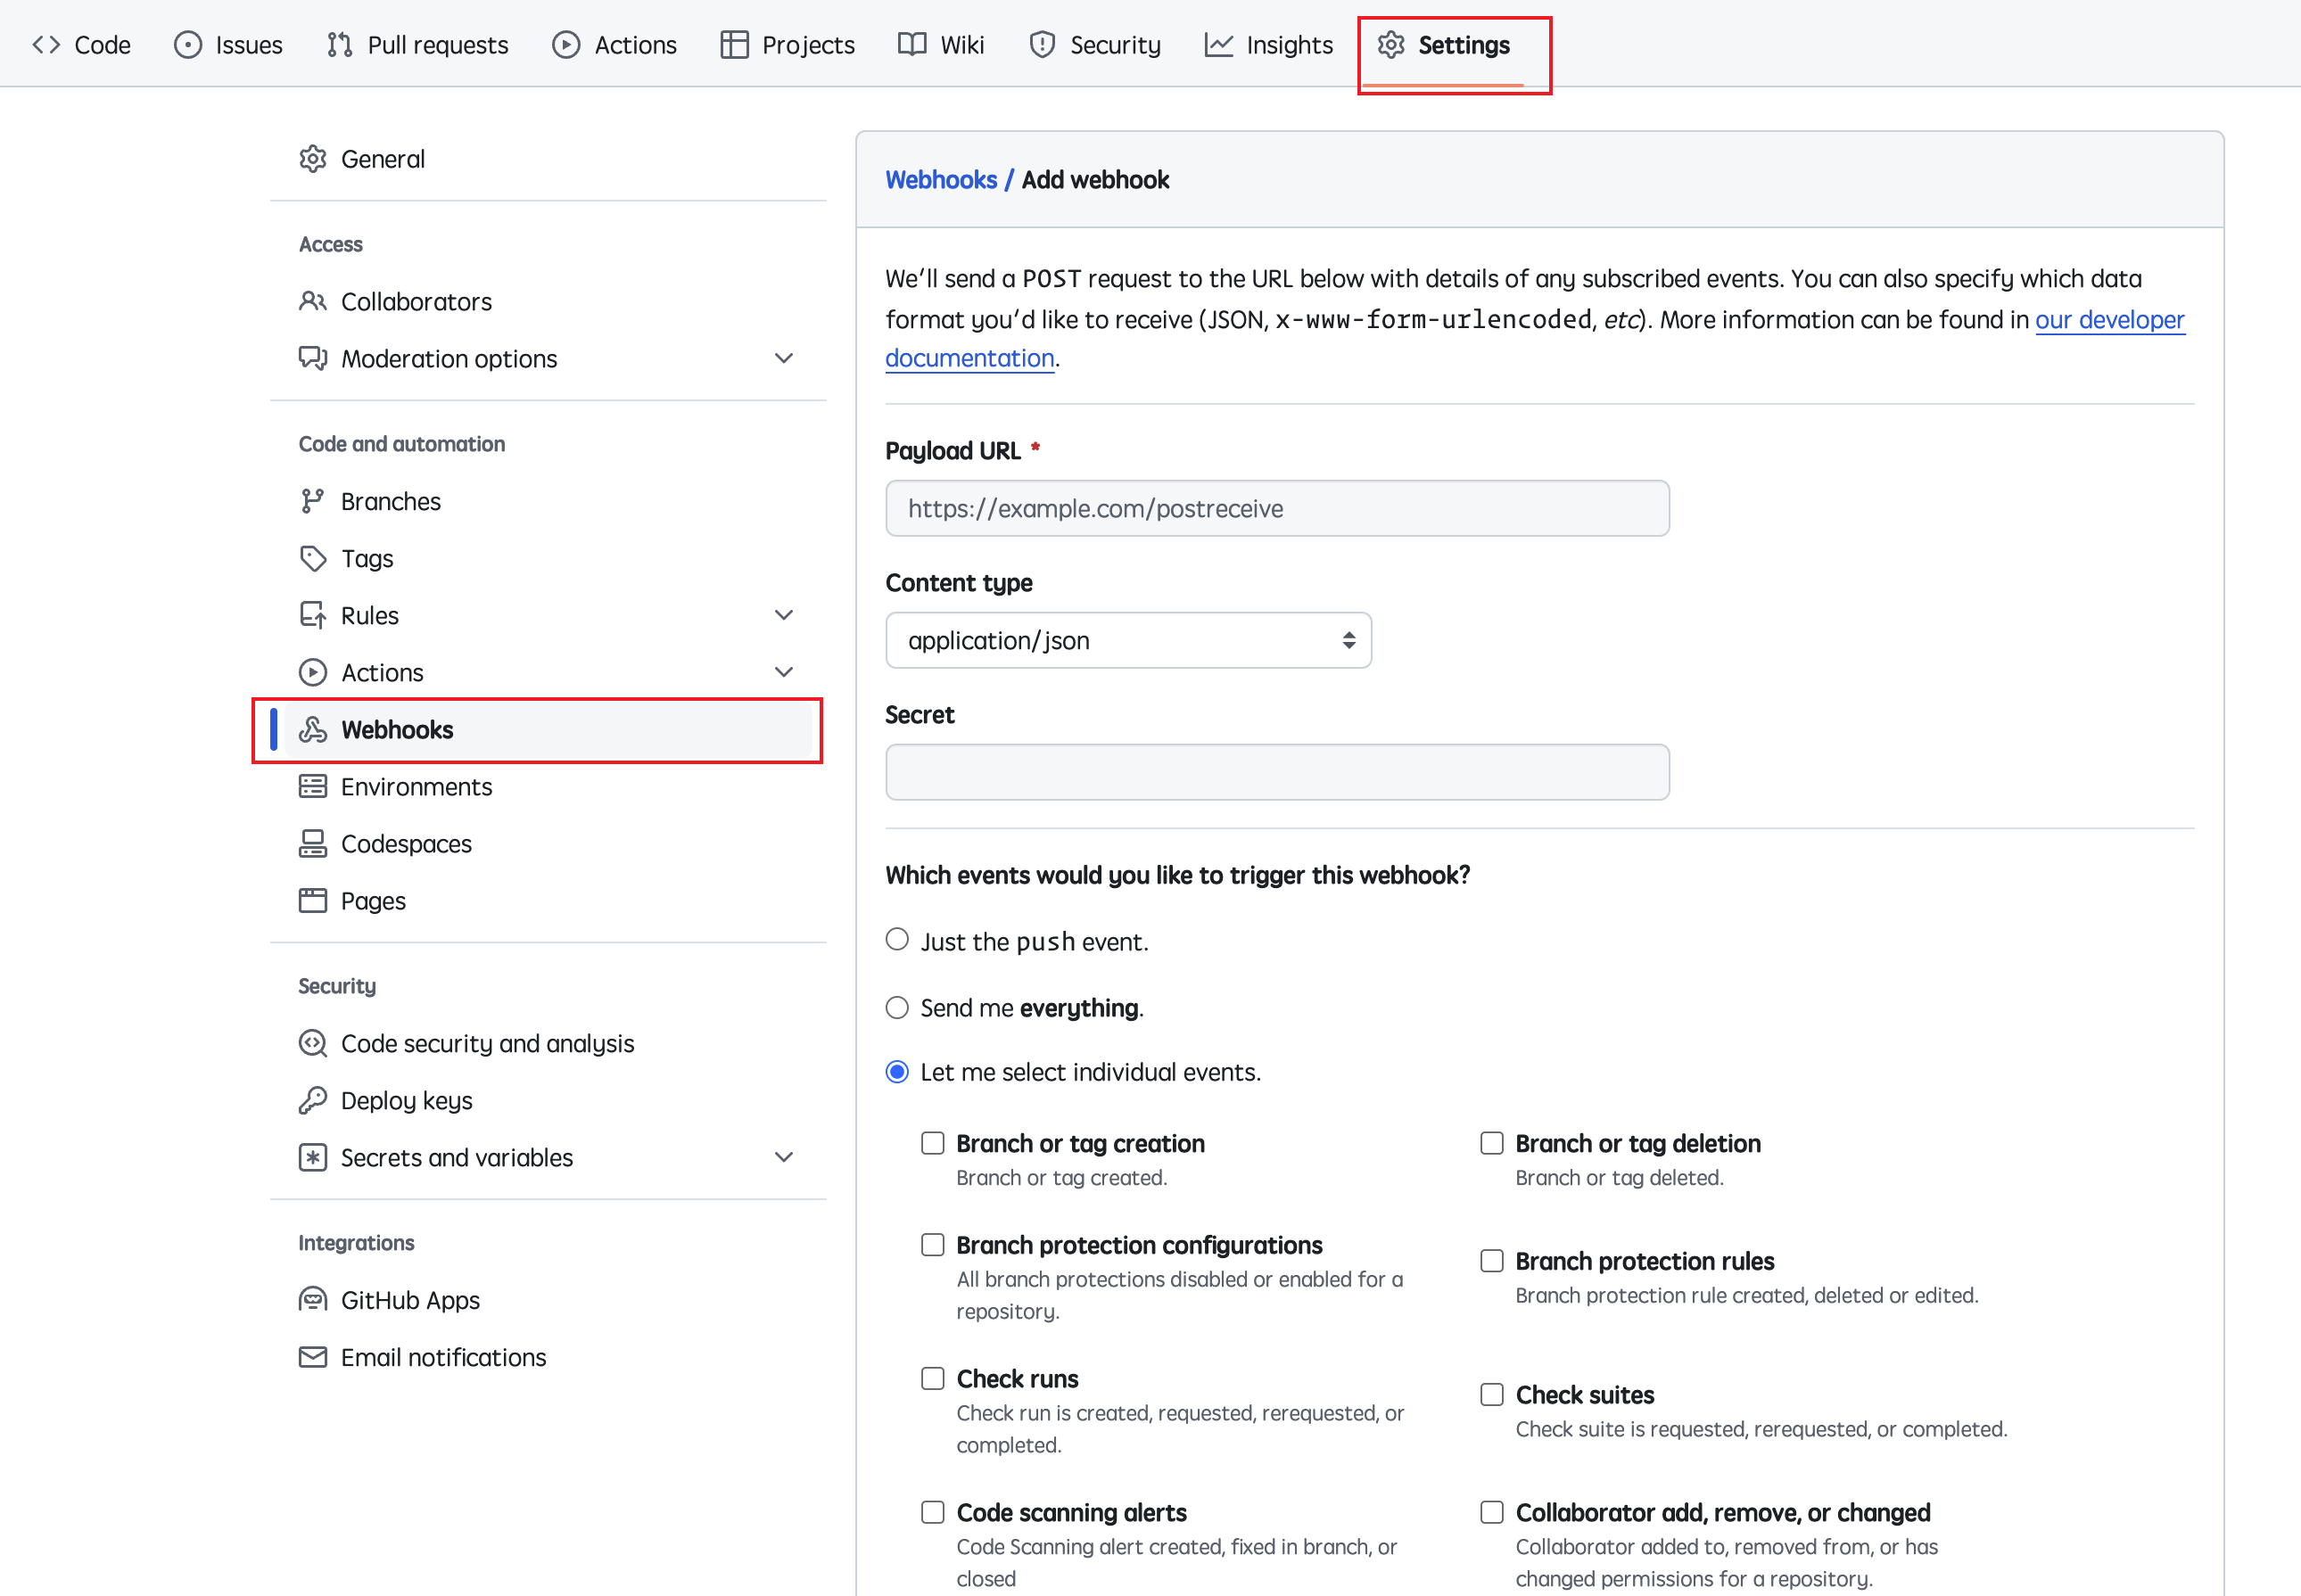 Code Issues Pull requests Actions Projects Wiki Security Insights Settings
General
Access
Collaborators
Moderation options
Code and automation
Branches
Tags
Rules
Actions
Webhooks
Environments
Codespaces
Pages
Security
Code security and analysis
Deploy keys
Secrets and variables
Integrations
GitHub Apps
Email notifications
Webhooks / Add webhook
We’ll send a POST request to the URL below with details of any subscribed events. You can also specify which data
format you’d like to receive (JSON, x-www-form-urlencoded, etc). More information can be found in our developer
documentation.
Payload URL *
https://example.com/postreceive
Content type
application/json
Secret
Which events would you like to trigger this webhook?
Just the push event.
Send me everything.
Let me select individual events.
Branch or tag creation
Branch or tag created.
Branch or tag deletion
Branch or tag deleted.
Branch protection configurations
All branch protections disabled or enabled for a
repository.
Branch protection rules
Branch protection rule created, deleted or edited.
Check runs
Check run is created, requested, rerequested, or
completed.
Check suites
Check suite is requested, rerequested, or completed.
Code scanning alerts
Code Scanning alert created, fixed in branch, or
closed
Collaborator add, remove, or changed
Collaborator added to, removed from, or has
changed permissions for a repository.